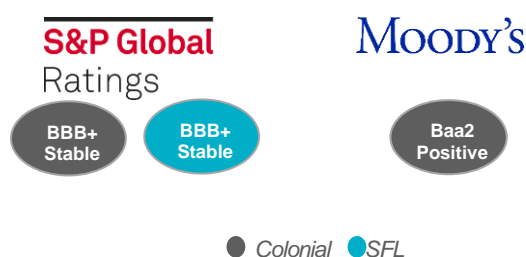 S&P Global
Ratings
MOODY'S
BBB+
Stable
BBB+
Stable
Baa2
Positive
Colonial
SFL